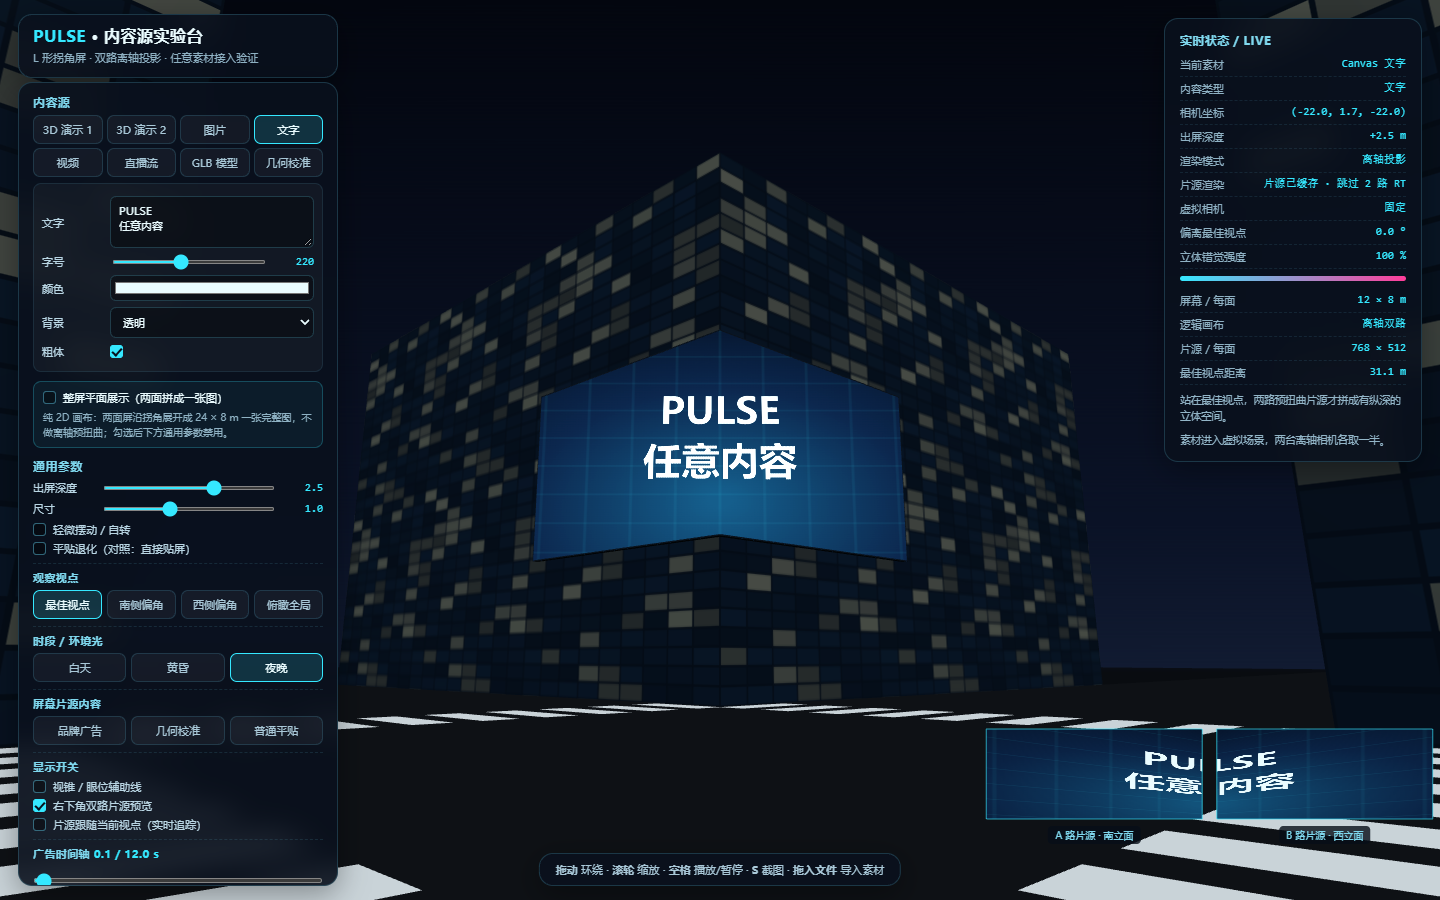 PULSE • 内容源实验台
L 形拐角屏 · 双路离轴投影 · 任意素材接入验证
内容源
3D 演示 1
3D 演示 2
图片
文字
视频
直播流
GLB 模型
几何校准
文字
PULSE
任意内容
字号
220
颜色
背景
透明
粗体
整屏平面展示（两面拼成一张图）
纯 2D 画布：两面屏沿拐角展开成 24 × 8 m 一张完整图，不
做离轴预扭曲；勾选后下方通用参数禁用。
通用参数
出屏深度
2.5
尺寸
1.0
轻微摆动 / 自转
平贴退化（对照：直接贴屏）
观察视点
最佳视点
南侧偏角
西侧偏角
俯瞰全局
时段 / 环境光
白天
黄昏
夜晚
屏幕片源内容
品牌广告
几何校准
普通平贴
显示开关
视锥 / 眼位辅助线
右下角双路片源预览
片源跟随当前视点（实时追踪）
广告时间轴 0.1 / 12.0 s
PULSE
任意内容
实时状态 / LIVE
当前素材 Canvas 文字
内容类型 文字
相机坐标 (-22.0, 1.7, -22.0)
出屏深度 +2.5 m
渲染模式 离轴投影
片源渲染 片源已缓存 · 跳过 2 路 RT
虚拟相机 固定
偏离最佳视点 0.0 °
立体错觉强度 100 %
屏幕 / 每面 12 × 8 m
逻辑画布 离轴双路
片源 / 每面 768 × 512
最佳视点距离 31.1 m
站在最佳视点，两路预扭曲片源才拼成有纵深的
立体空间。
素材进入虚拟场景，两台离轴相机各取一半。
PULSE
任意内容
A 路片源 · 南立面
B 路片源 · 西立面
拖动 环绕 · 滚轮 缩放 · 空格 播放/暂停 · S 截图 · 拖入文件 导入素材